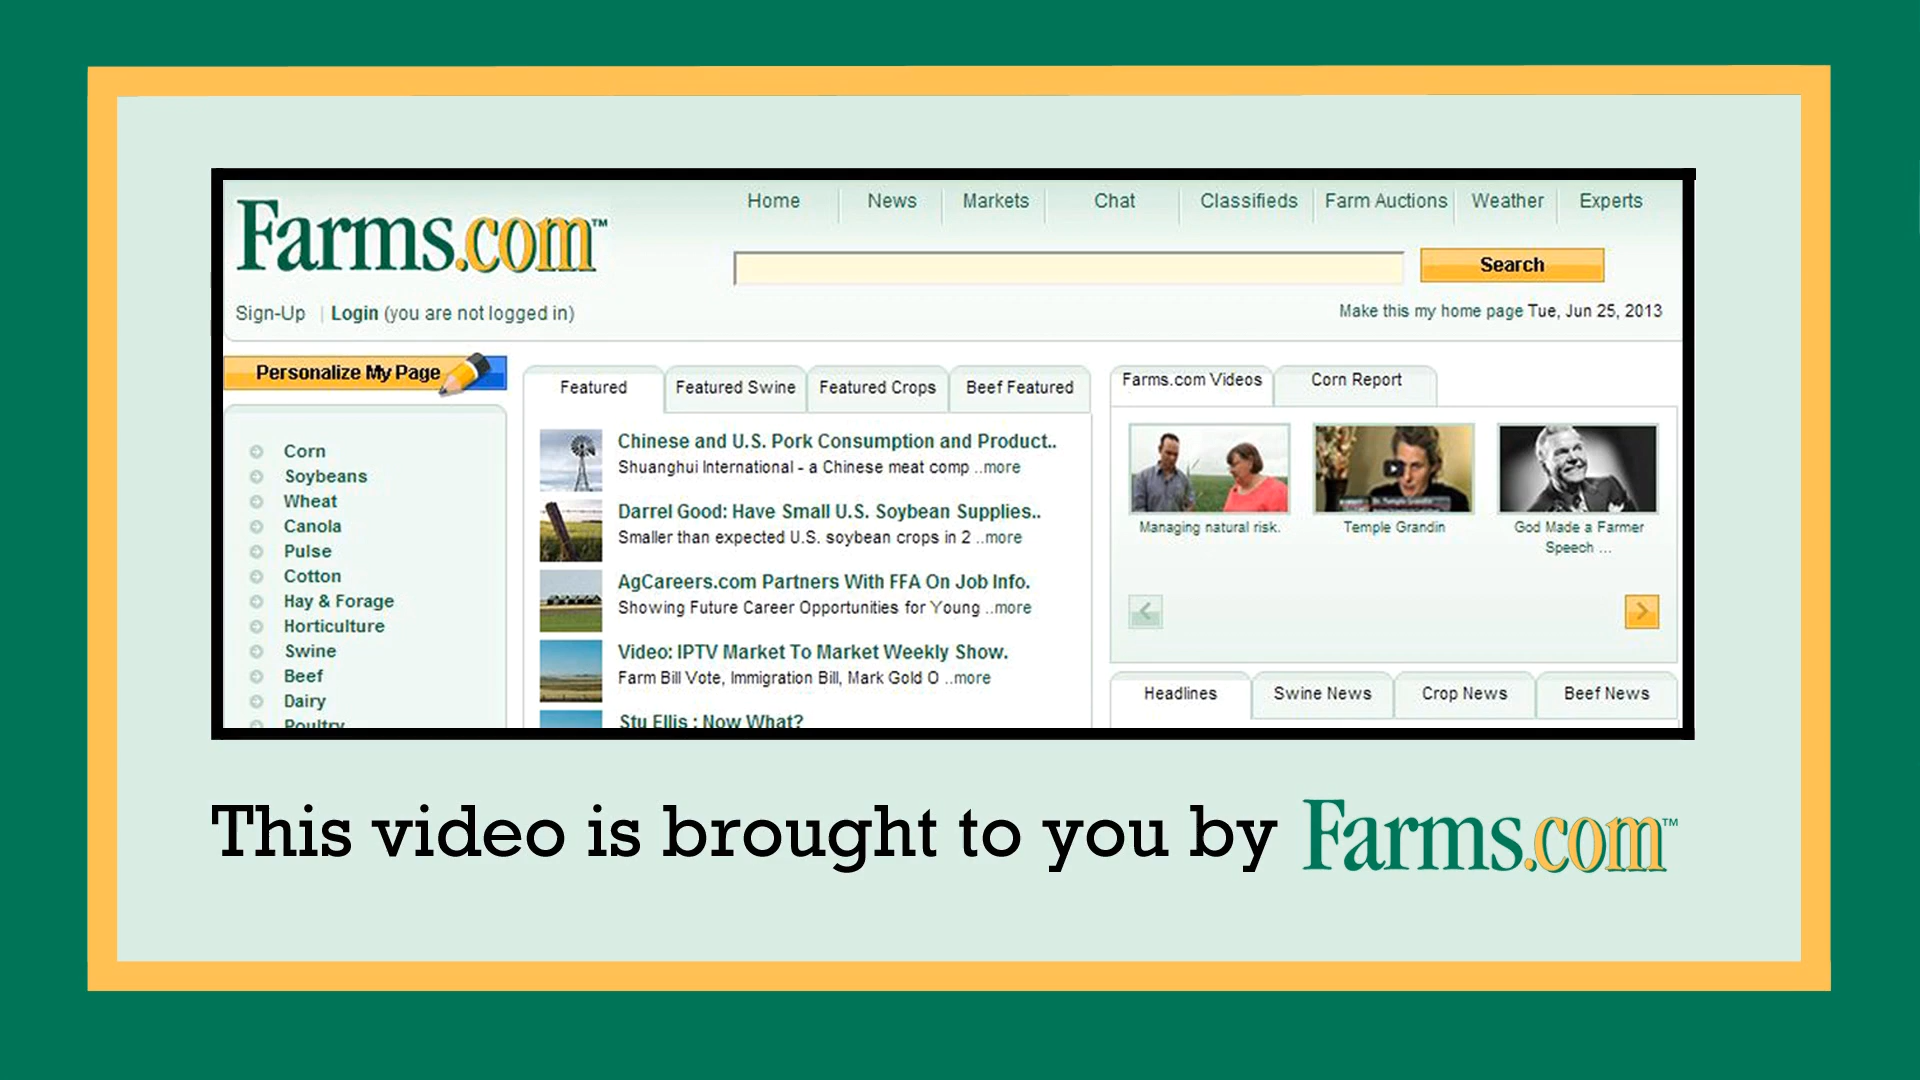 Farms.com™
Home News Markets Chat Classifieds Farm Auctions Weather Experts
Search
Sign-Up | Login (you are not logged in)
Make this my home page Tue, Jun 25, 2013
Personalize My Page
Corn
Soybeans
Wheat
Canola
Pulse
Cotton
Hay & Forage
Horticulture
Swine
Beef
Dairy
Poultry
Featured Featured Swine Featured Crops Beef Featured
Chinese and U.S. Pork Consumption and Product..
Shuanghui International - a Chinese meat comp ..more
Darrel Good: Have Small U.S. Soybean Supplies..
Smaller than expected U.S. soybean crops in 2 ..more
AgCareers.com Partners With FFA On Job Info.
Showing Future Career Opportunities for Young ..more
Video: IPTV Market To Market Weekly Show.
Farm Bill Vote, Immigration Bill, Mark Gold O ..more
Stu Ellis : Now What?
Farms.com Videos Corn Report
Managing natural risk.
Temple Grandin
God Made a Farmer
Speech ...
Headlines Swine News Crop News Beef News
This video is brought to you by Farms.com™